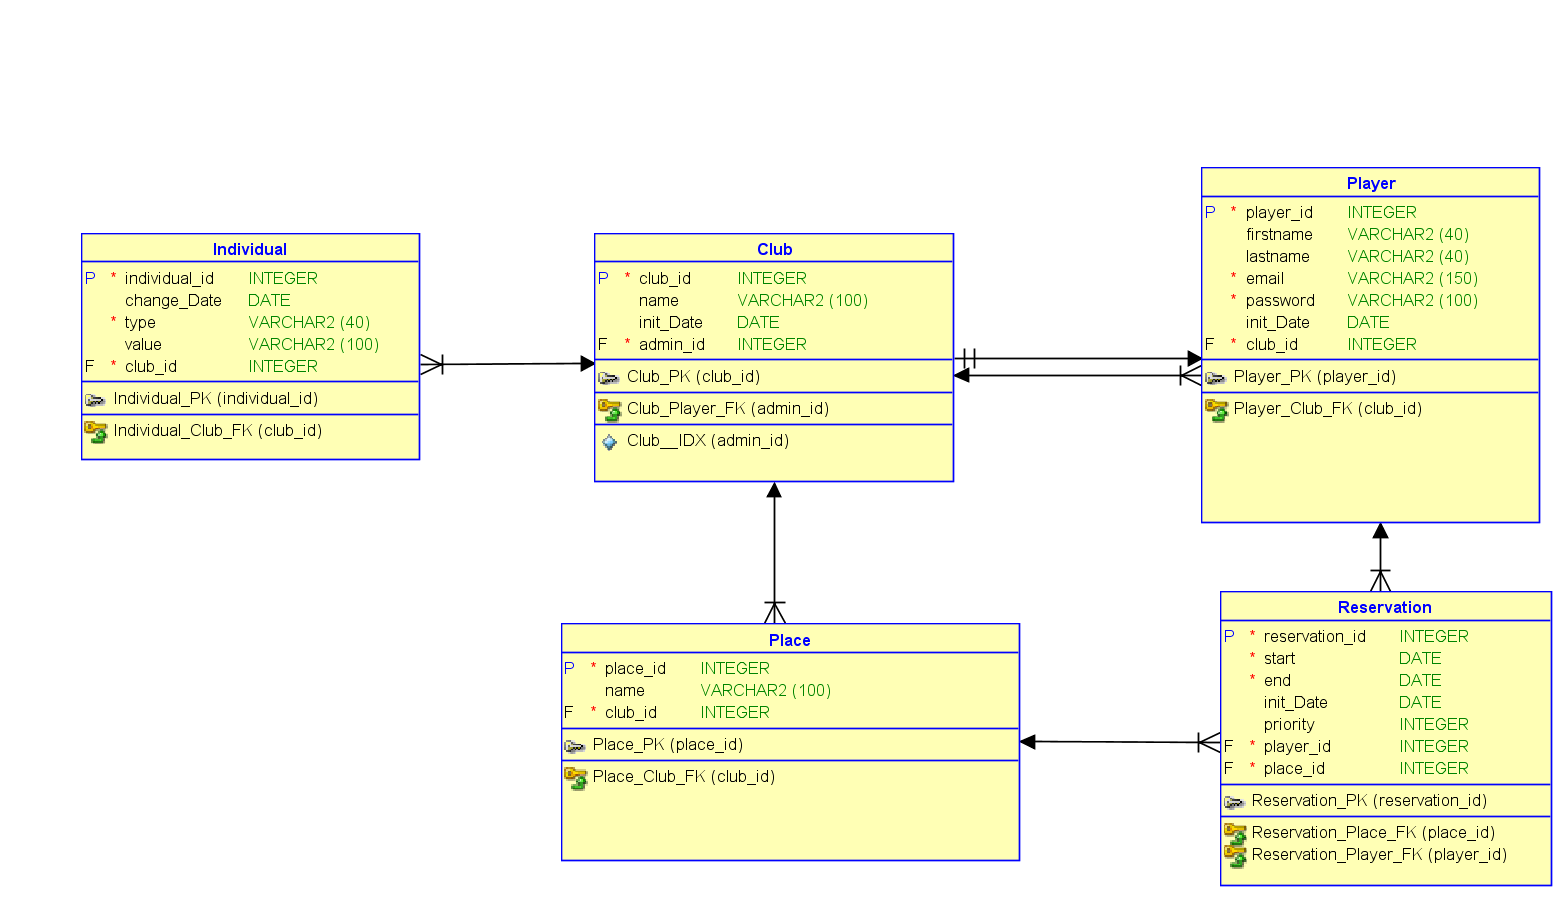 Individual
P * individual_id INTEGER
change_Date DATE
* type VARCHAR2 (40)
value VARCHAR2 (100)
F * club_id INTEGER
Individual_PK (individual_id)
Individual_Club_FK (club_id)
Club
P * club_id INTEGER
name VARCHAR2 (100)
init_Date DATE
F * admin_id INTEGER
Club_PK (club_id)
Club_Player_FK (admin_id)
Club__IDX (admin_id)
Player
P * player_id INTEGER
firstname VARCHAR2 (40)
lastname VARCHAR2 (40)
* email VARCHAR2 (150)
* password VARCHAR2 (100)
init_Date DATE
F * club_id INTEGER
Player_PK (player_id)
Player_Club_FK (club_id)
Place
P * place_id INTEGER
name VARCHAR2 (100)
F * club_id INTEGER
Place_PK (place_id)
Place_Club_FK (club_id)
Reservation
P * reservation_id INTEGER
* start DATE
* end DATE
init_Date DATE
priority INTEGER
F * player_id INTEGER
F * place_id INTEGER
Reservation_PK (reservation_id)
Reservation_Place_FK (place_id)
Reservation_Player_FK (player_id)